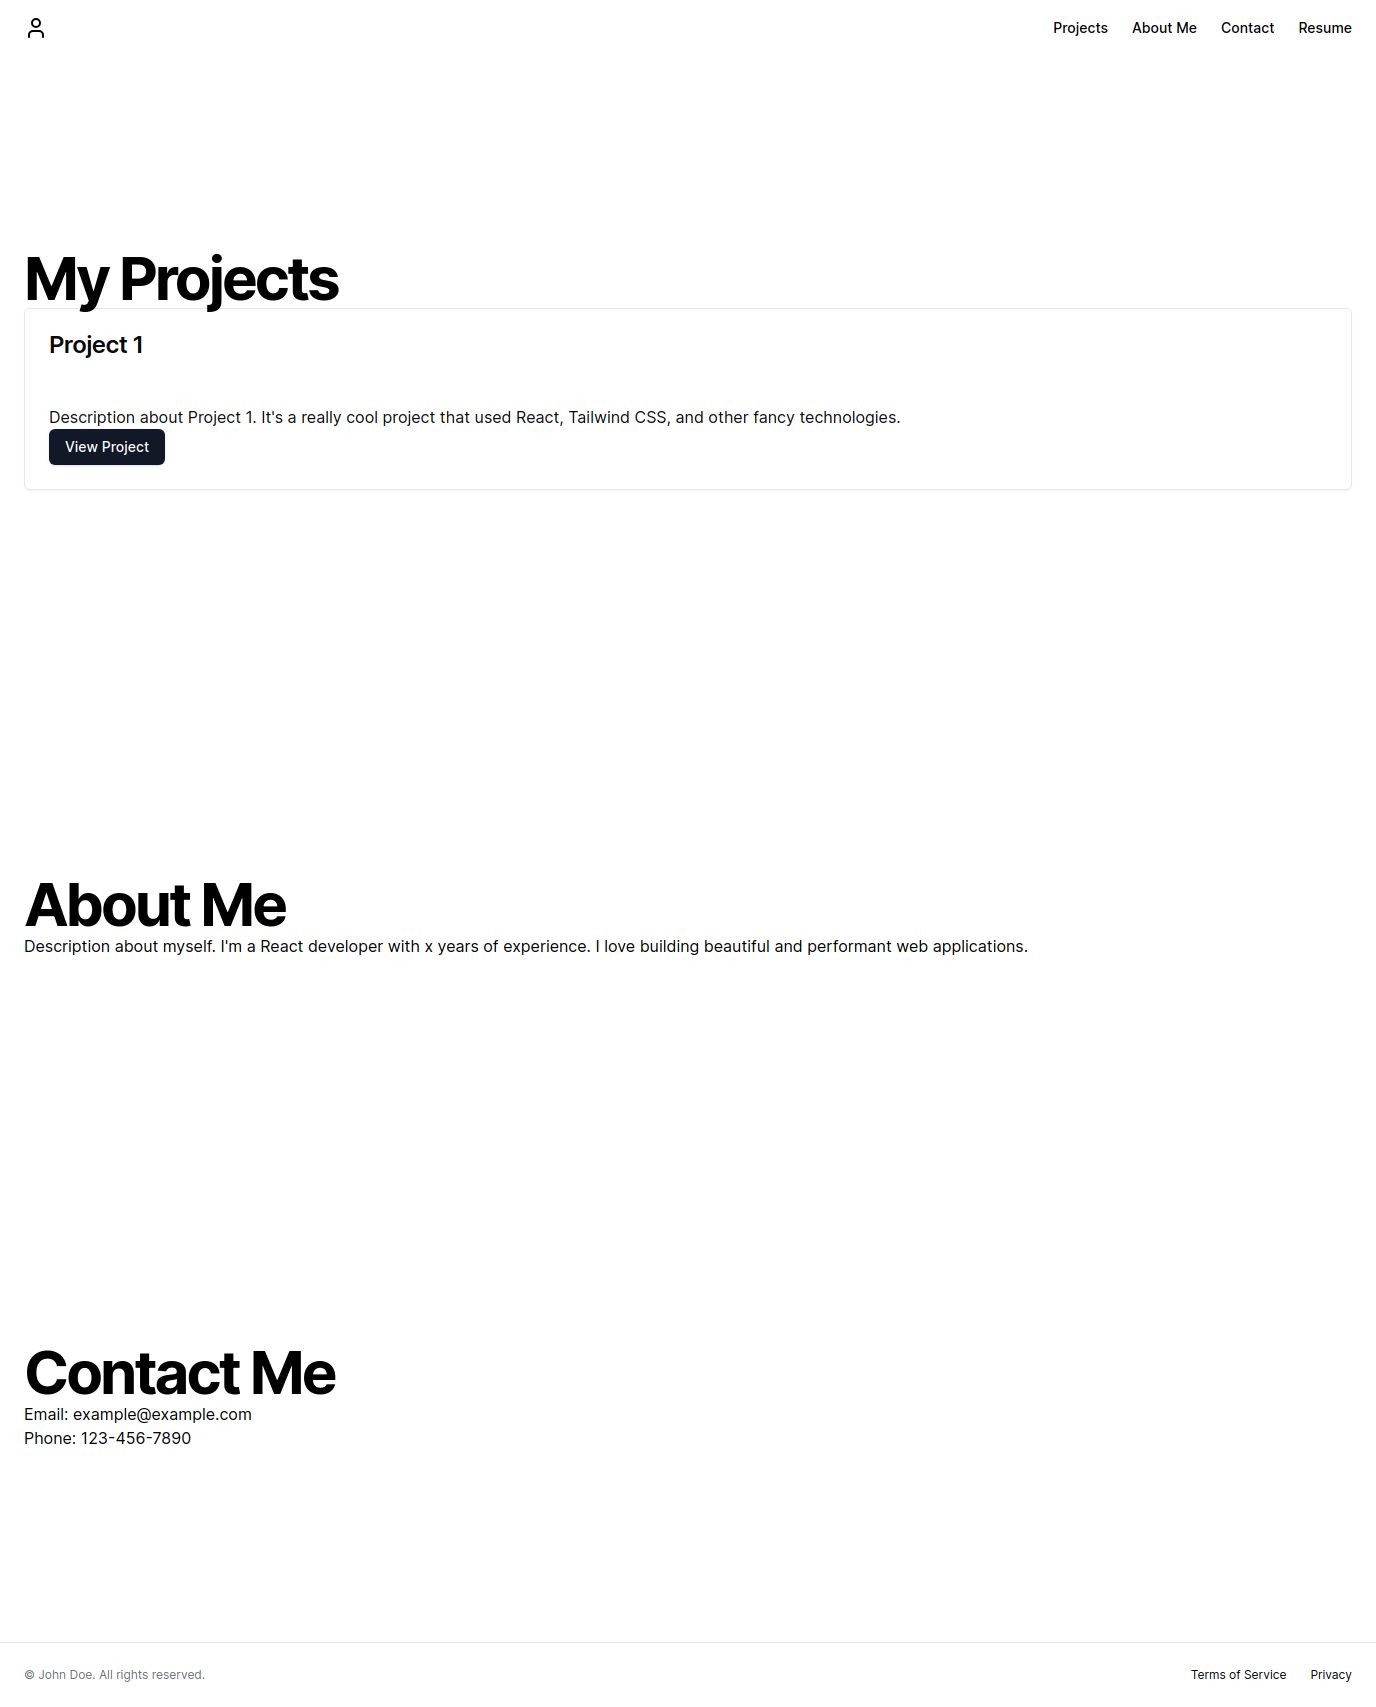 Projects About Me Contact Resume
My Projects
Project 1
Description about Project 1. It's a really cool project that used React, Tailwind CSS, and other fancy technologies.
View Project
About Me
Description about myself. I'm a React developer with x years of experience. I love building beautiful and performant web applications.
Contact Me
Email: example@example.com
Phone: 123-456-7890
© John Doe. All rights reserved. Terms of Service Privacy